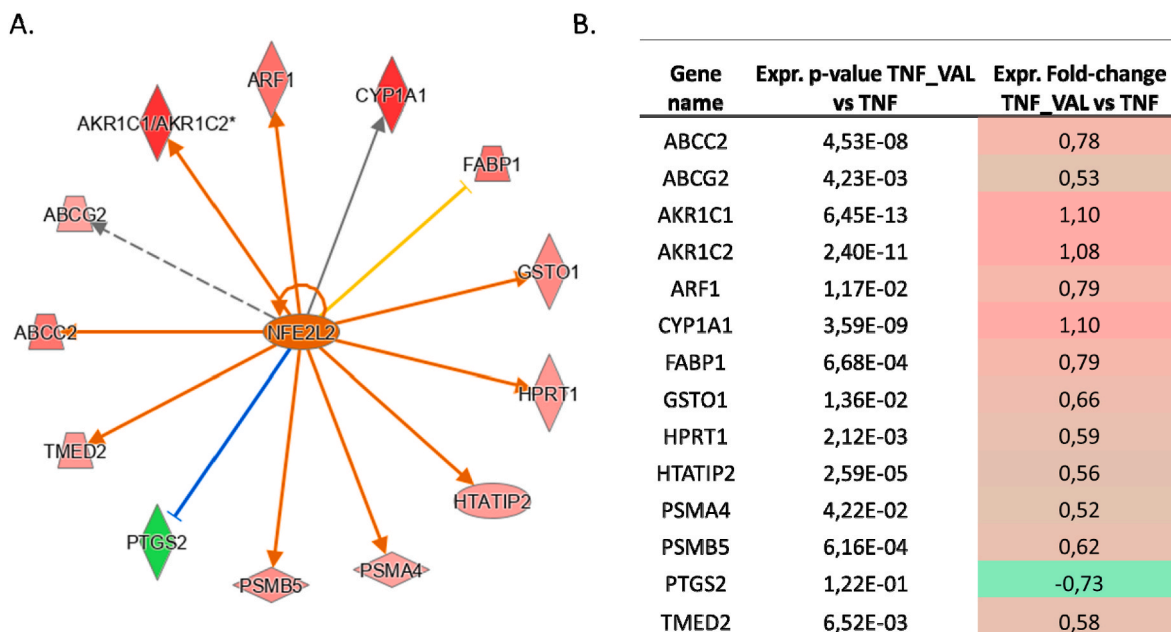 A.
ARF1
CYP1A1
AKR1C1/AKR1C2*
FABP1
ABCG2
GSTO1
ABCC2
NFE2L2
HPRT1
TMED2
HTATIP2
PTGS2
PSMB5
PSMA4
B.
Gene name Expr. p-value TNF_VAL vs TNF Expr. Fold-change TNF_VAL vs TNF
ABCC2 4,53E-08 0,78
ABCG2 4,23E-03 0,53
AKR1C1 6,45E-13 1,10
AKR1C2 2,40E-11 1,08
ARF1 1,17E-02 0,79
CYP1A1 3,59E-09 1,10
FABP1 6,68E-04 0,79
GSTO1 1,36E-02 0,66
HPRT1 2,12E-03 0,59
HTATIP2 2,59E-05 0,56
PSMA4 4,22E-02 0,52
PSMB5 6,16E-04 0,62
PTGS2 1,22E-01 -0,73
TMED2 6,52E-03 0,58